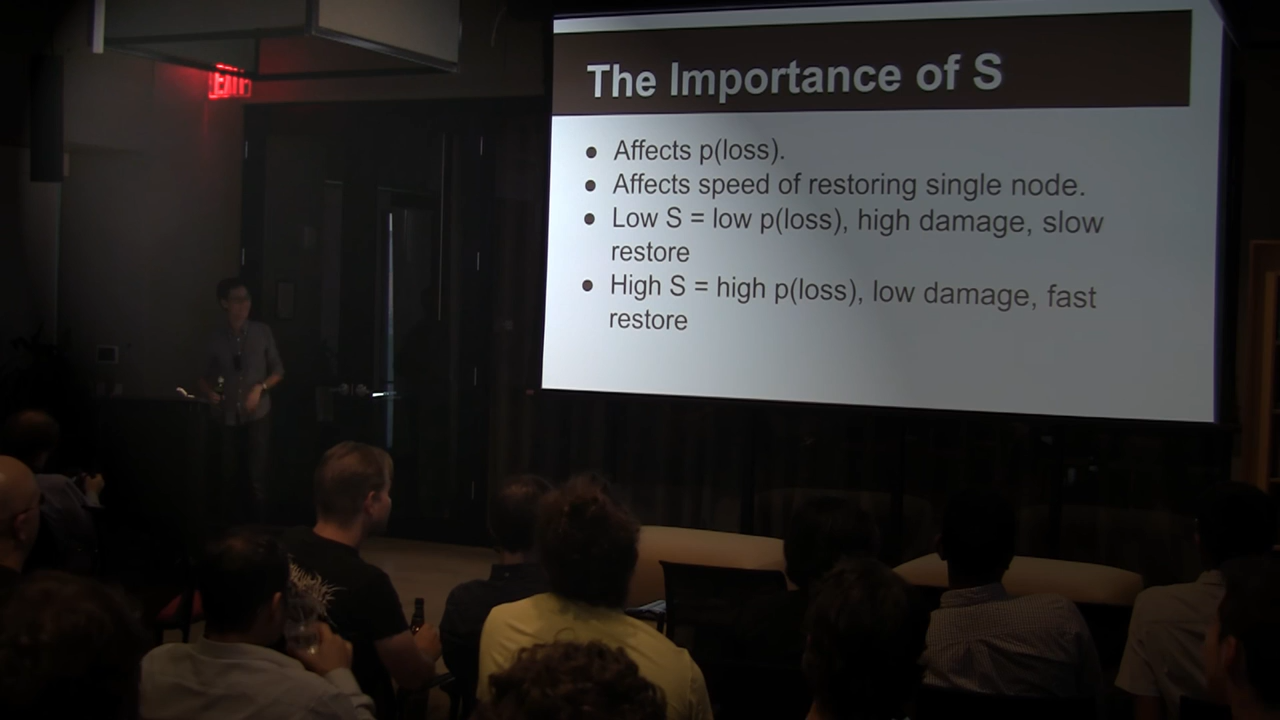 EXIT
The Importance of S
● Affects p(loss).
● Affects speed of restoring single node.
● Low S = low p(loss), high damage, slow
restore
● High S = high p(loss), low damage, fast
restore